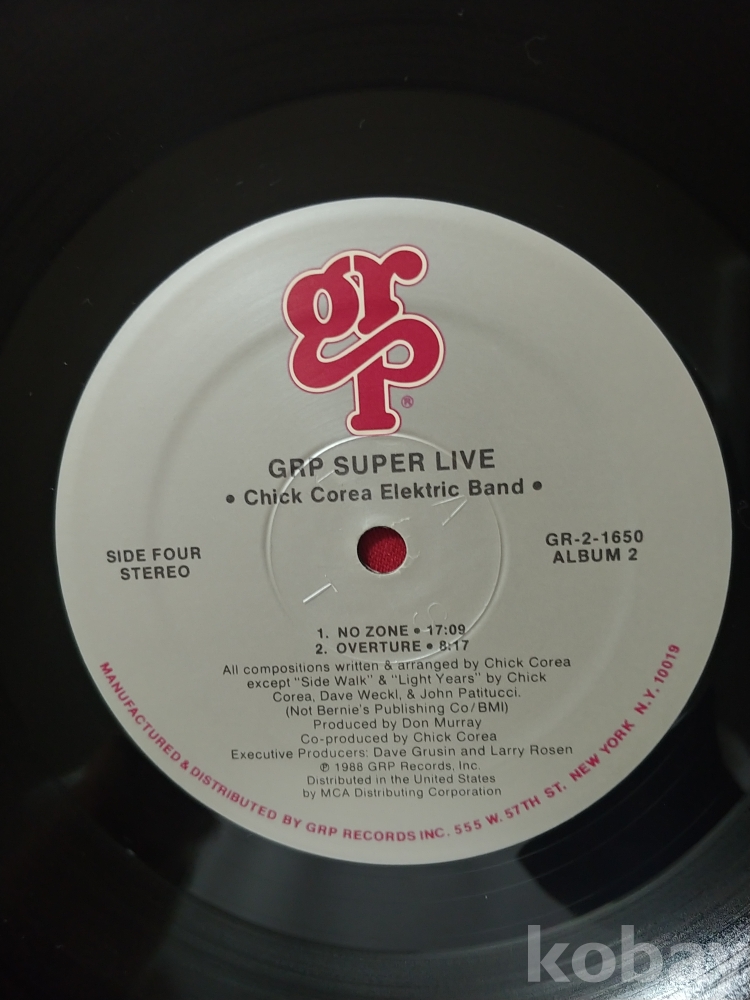 grp®
GRP SUPER LIVE
• Chick Corea Elektric Band •
SIDE FOUR
STEREO
GR-2-1650
ALBUM 2
1. NO ZONE • 17:09
2. OVERTURE • 8:17
All compositions written & arranged by Chick Corea
except "Side Walk" & "Light Years" by Chick
Corea, Dave Weckl, & John Patitucci.
(Not Bernie's Publishing Co/BMI)
Produced by Don Murray
Co-produced by Chick Corea
Executive Producers: Dave Grusin and Larry Rosen
℗ 1988 GRP Records, Inc.
Distributed in the United States
by MCA Distributing Corporation
MANUFACTURED & DISTRIBUTED BY GRP RECORDS INC. 555 W. 57TH ST. NEW YORK N.Y. 10019